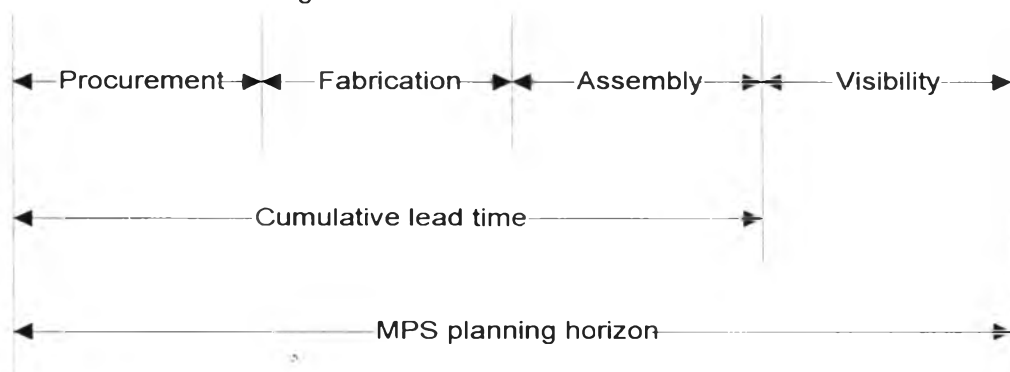 Procurement Fabrication Assembly Visibility
Cumulative lead time
MPS planning horizon